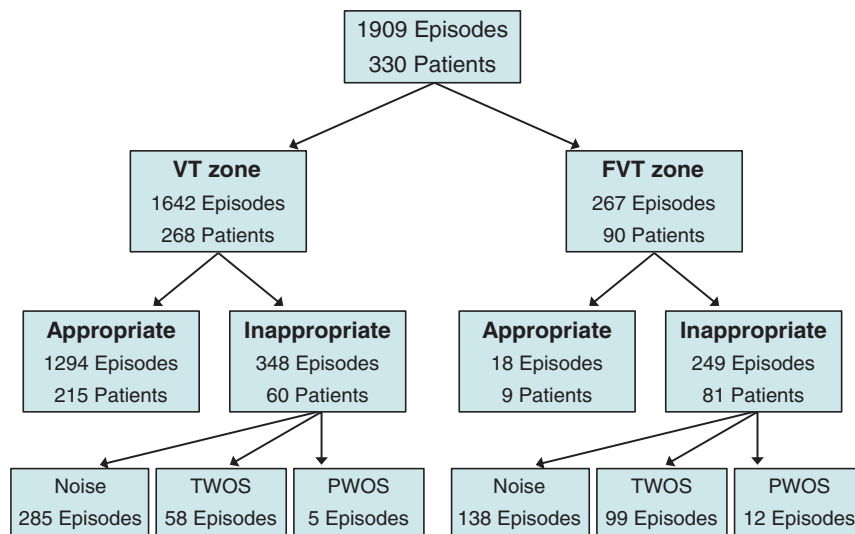 1909 Episodes
330 Patients
VT zone
1642 Episodes
268 Patients
FVT zone
267 Episodes
90 Patients
Appropriate
1294 Episodes
215 Patients
Inappropriate
348 Episodes
60 Patients
Appropriate
18 Episodes
9 Patients
Inappropriate
249 Episodes
81 Patients
Noise
285 Episodes
TWOS
58 Episodes
PWOS
5 Episodes
Noise
138 Episodes
TWOS
99 Episodes
PWOS
12 Episodes